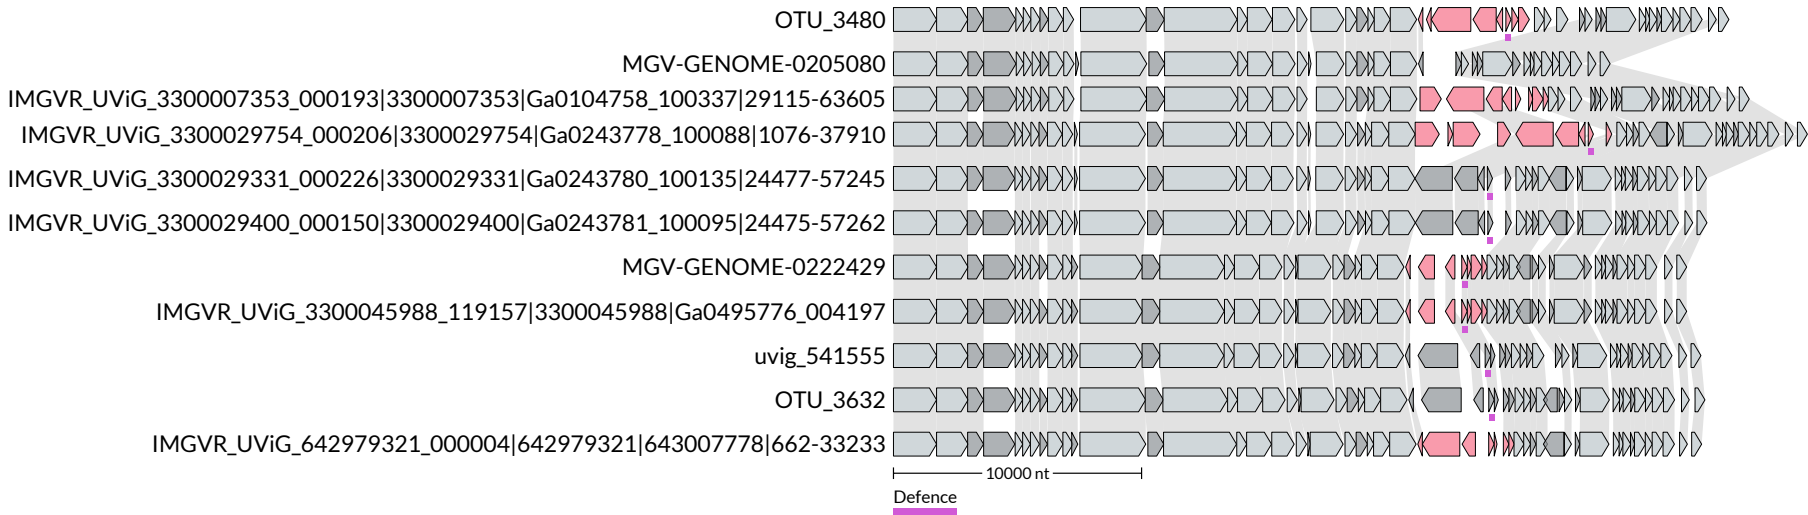 OTU_3480
MGV-GENOME-0205080
IMGVR_UViG_3300007353_000193|3300007353|Ga0104758_100337|29115-63605
IMGVR_UViG_3300029754_000206|3300029754|Ga0243778_100088|1076-37910
IMGVR_UViG_3300029331_000226|3300029331|Ga0243780_100135|24477-57245
IMGVR_UViG_3300029400_000150|3300029400|Ga0243781_100095|24475-57262
MGV-GENOME-0222429
IMGVR_UViG_3300045988_119157|3300045988|Ga0495776_004197
uvig_541555
OTU_3632
IMGVR_UViG_642979321_000004|642979321|643007778|662-33233
10000 nt
Defence